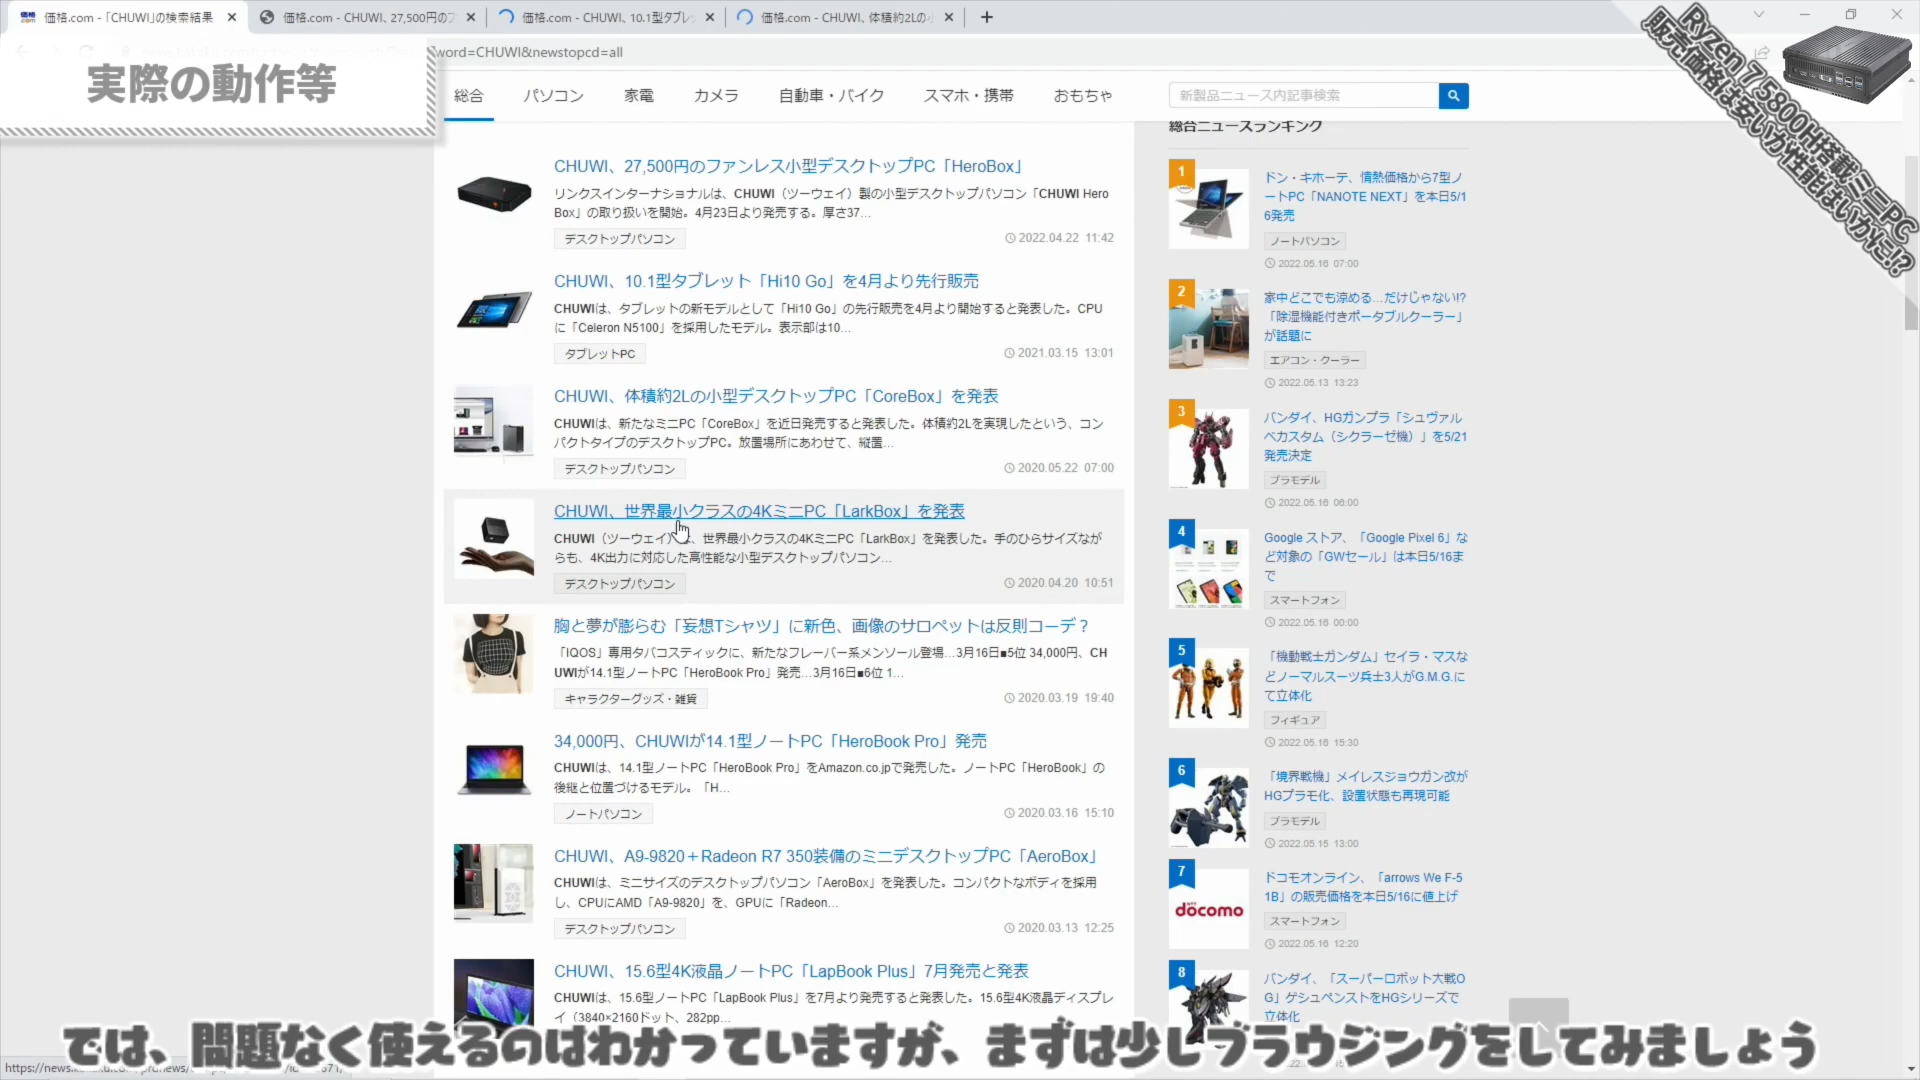 価格.com - 「CHUWI」の検索結果
価格.com - CHUWI、27,500円のフ
価格.com - CHUWI、10.1型タブレッ
価格.com - CHUWI、体積約2Lの小
word=CHUWI&newstopcd=all
実際の動作等
Ryzen 7 5800H搭載ミニPC
販売価格は安いが性能はいかに!?
総合 パソコン 家電 カメラ 自動車・バイク スマホ・携帯 おもちゃ
新製品ニュース内記事検索
CHUWI、27,500円のファンレス小型デスクトップPC「HeroBox」
リンクスインターナショナルは、CHUWI（ツーウェイ）製の小型デスクトップパソコン「CHUWI Hero
Box」の取り扱いを開始。4月23日より発売する。厚さ37...
デスクトップパソコン
2022.04.22 11:42
CHUWI、10.1型タブレット「Hi10 Go」を4月より先行販売
CHUWIは、タブレットの新モデルとして「Hi10 Go」の先行販売を4月より開始すると発表した。CPU
に「Celeron N5100」を採用したモデル。表示部は10...
タブレットPC
2021.03.15 13:01
CHUWI、体積約2Lの小型デスクトップPC「CoreBox」を発表
CHUWIは、新たなミニPC「CoreBox」を近日発売すると発表した。体積約2Lを実現したという、コン
パクトタイプのデスクトップPC。放置場所にあわせて、縦置...
デスクトップパソコン
2020.05.22 07:00
CHUWI、世界最小クラスの4KミニPC「LarkBox」を発表
CHUWI（ツーウェイ）は、世界最小クラスの4KミニPC「LarkBox」を発表した。手のひらサイズなが
らも、4K出力に対応した高性能な小型デスクトップパソコン...
デスクトップパソコン
2020.04.20 10:51
胸と夢が膨らむ「妄想Tシャツ」に新色、画像のサロペットは反則コーデ？
「IQOS」専用タバコスティックに、新たなフレーバー系メンソール登場...3月16日■5位 34,000円、CH
UWIが14.1型ノートPC「HeroBook Pro」発売...3月16日■6位 1...
キャラクターグッズ・雑貨
2020.03.19 19:40
34,000円、CHUWIが14.1型ノートPC「HeroBook Pro」発売
CHUWIは、14.1型ノートPC「HeroBook Pro」をAmazon.co.jpで発売した。ノートPC「HeroBook」の
後継と位置づけるモデル。「H...
ノートパソコン
2020.03.16 15:10
CHUWI、A9-9820＋Radeon R7 350装備のミニデスクトップPC「AeroBox」
CHUWIは、ミニサイズのデスクトップパソコン「AeroBox」を発表した。コンパクトなボディを採用
し、CPUにAMD「A9-9820」を、GPUに「Radeon...
デスクトップパソコン
2020.03.13 12:25
CHUWI、15.6型4K液晶ノートPC「LapBook Plus」7月発売と発表
CHUWIは、15.6型ノートPC「LapBook Plus」を7月より発売すると発表した。15.6型4K液晶ディスプレ
イ（3840×2160ドット、282pp...
総合ニュースランキング
1
ドン・キホーテ、情熱価格から7型ノ
ートPC「NANOTE NEXT」を本日5/1
6発売
ノートパソコン
2022.05.16 07:00
2
家中どこでも涼める...だけじゃない!?
「除湿機能付きポータブルクーラー」
が話題に
エアコン・クーラー
2022.05.13 13:23
3
バンダイ、HGガンプラ「シュヴァル
ベカスタム（シクラーゼ機）」を5/21
発売決定
プラモデル
2022.05.16 06:00
4
Google ストア、「Google Pixel 6」な
ど対象の「GWセール」は本日5/16ま
で
スマートフォン
2022.05.16 00:00
5
「機動戦士ガンダム」セイラ・マスな
どノーマルスーツ兵士3人がG.M.G.に
て立体化
フィギュア
2022.05.16 15:30
6
「境界戦機」メイレスジョウガン改が
HGプラモ化、設置状態も再現可能
プラモデル
2022.05.15 13:00
7
döcomo
ドコモオンライン、「arrows We F-5
1B」の販売価格を本日5/16に値上げ
スマートフォン
2022.05.16 12:20
8
バンダイ、「スーパーロボット大戦O
G」ゲシュペンストをHGシリーズで
立体化
では、問題なく使えるのはわかっていますが、まずは少しブラウジングをしてみましょう
https://news.k